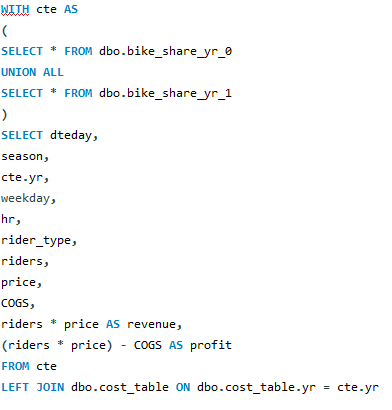 WITH cte AS
(
SELECT * FROM dbo.bike_share_yr_0
UNION ALL
SELECT * FROM dbo.bike_share_yr_1
)
SELECT dteday,
season,
cte.yr,
weekday,
hr,
rider_type,
riders,
price,
COGS,
riders * price AS revenue,
(riders * price) - COGS AS profit
FROM cte
LEFT JOIN dbo.cost_table ON dbo.cost_table.yr = cte.yr